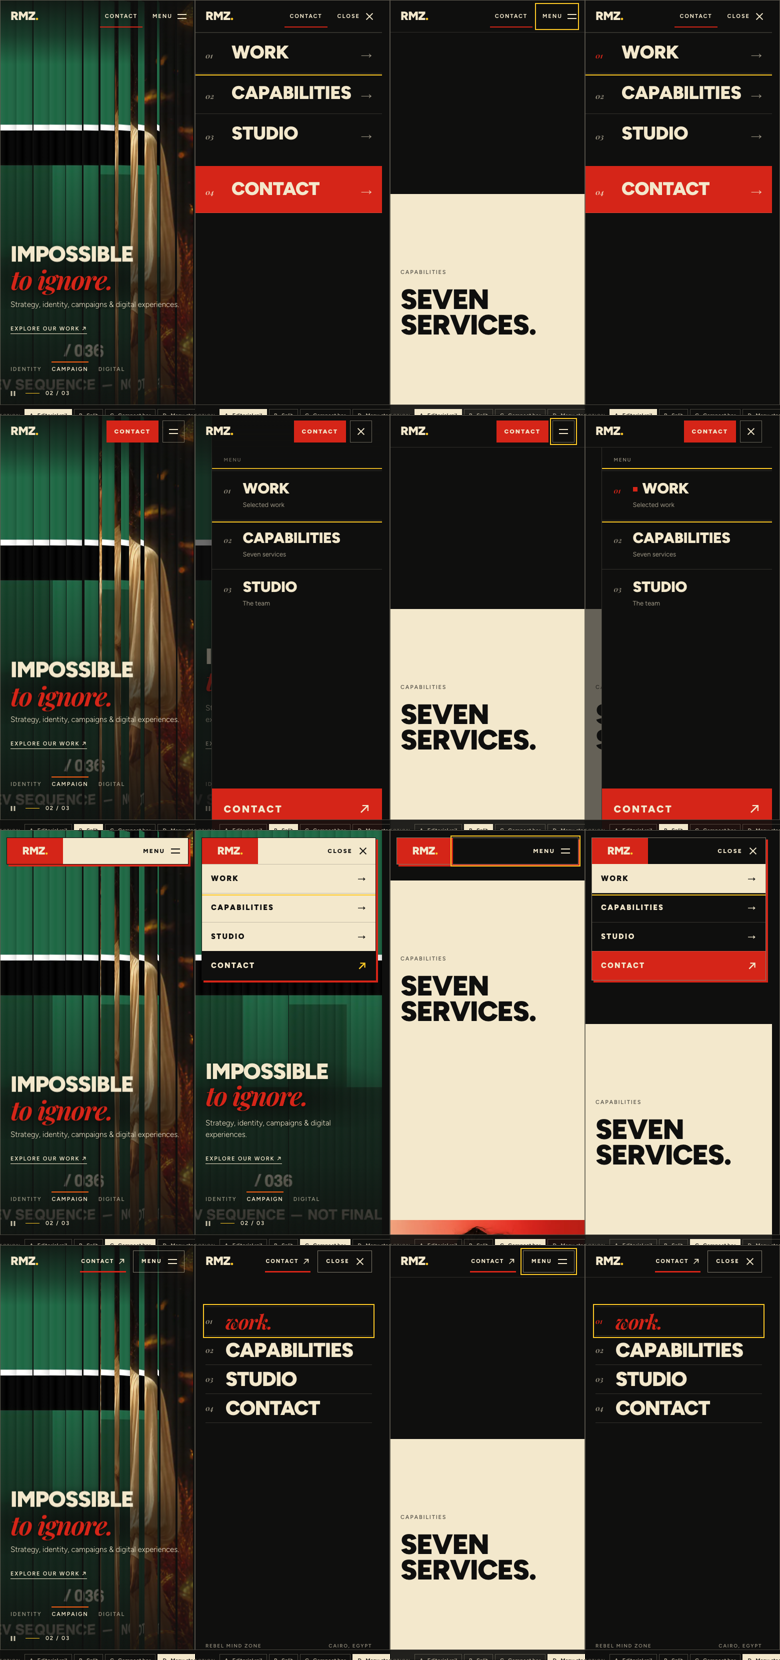 RMZ.
CONTACT
MENU
IMPOSSIBLE
to ignore.
Strategy, identity, campaigns & digital experiences.
EXPLORE OUR WORK ↗
/ 036
IDENTITY CAMPAIGN DIGITAL
02 / 03
RMZ.
CONTACT
CLOSE
01 WORK →
02 CAPABILITIES →
03 STUDIO →
04 CONTACT →
RMZ.
CONTACT
MENU
CAPABILITIES
SEVEN
SERVICES.
RMZ.
CONTACT
CLOSE
01 WORK →
02 CAPABILITIES →
03 STUDIO →
04 CONTACT →
RMZ.
CONTACT
IMPOSSIBLE
to ignore.
Strategy, identity, campaigns & digital experiences.
EXPLORE OUR WORK ↗
/ 036
IDENTITY CAMPAIGN DIGITAL
02 / 03
CONTACT
MENU
01 WORK
Selected work
02 CAPABILITIES
Seven services
03 STUDIO
The team
CONTACT ↗
RMZ.
CONTACT
CAPABILITIES
SEVEN
SERVICES.
CONTACT
MENU
01 WORK
Selected work
02 CAPABILITIES
Seven services
03 STUDIO
The team
CONTACT ↗
RMZ.
MENU
IMPOSSIBLE
to ignore.
Strategy, identity, campaigns & digital experiences.
EXPLORE OUR WORK ↗
/ 036
IDENTITY CAMPAIGN DIGITAL
02 / 03
RMZ.
CLOSE
WORK →
CAPABILITIES →
STUDIO →
CONTACT ↗
IMPOSSIBLE
to ignore.
Strategy, identity, campaigns & digital
experiences.
EXPLORE OUR WORK ↗
/ 036
IDENTITY CAMPAIGN DIGITAL
SEQUENCE — NOT FINAL
02 / 03
RMZ.
MENU
CAPABILITIES
SEVEN
SERVICES.
RMZ.
CLOSE
WORK →
CAPABILITIES →
STUDIO →
CONTACT ↗
CAPABILITIES
SEVEN
SERVICES.
RMZ.
CONTACT ↗
MENU
IMPOSSIBLE
to ignore.
Strategy, identity, campaigns & digital experiences.
EXPLORE OUR WORK ↗
/ 036
IDENTITY CAMPAIGN DIGITAL
02 / 03
RMZ.
CONTACT ↗
CLOSE
01 work.
02 CAPABILITIES
03 STUDIO
04 CONTACT
REBEL MIND ZONE
CAIRO, EGYPT
RMZ.
CONTACT ↗
MENU
CAPABILITIES
SEVEN
SERVICES.
RMZ.
CONTACT ↗
CLOSE
01 work.
02 CAPABILITIES
03 STUDIO
04 CONTACT
REBEL MIND ZONE
CAIRO, EGYPT